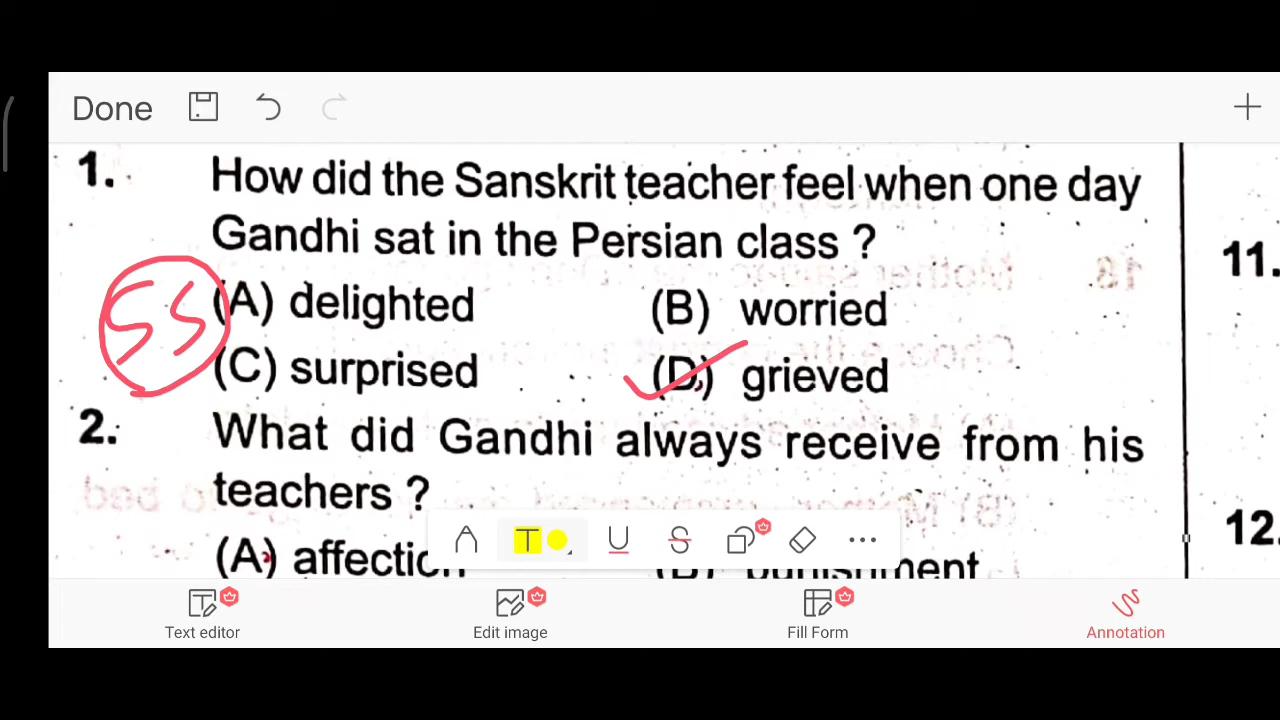 Done
1. How did the Sanskrit teacher feel when one day
Gandhi sat in the Persian class ?
11.
(A) delighted (B) worried
SS
(C) surprised (D) grieved
2. What did Gandhi always receive from his
teachers ?
12.
(A) affection (B) punishment
Text editor Edit image Fill Form Annotation